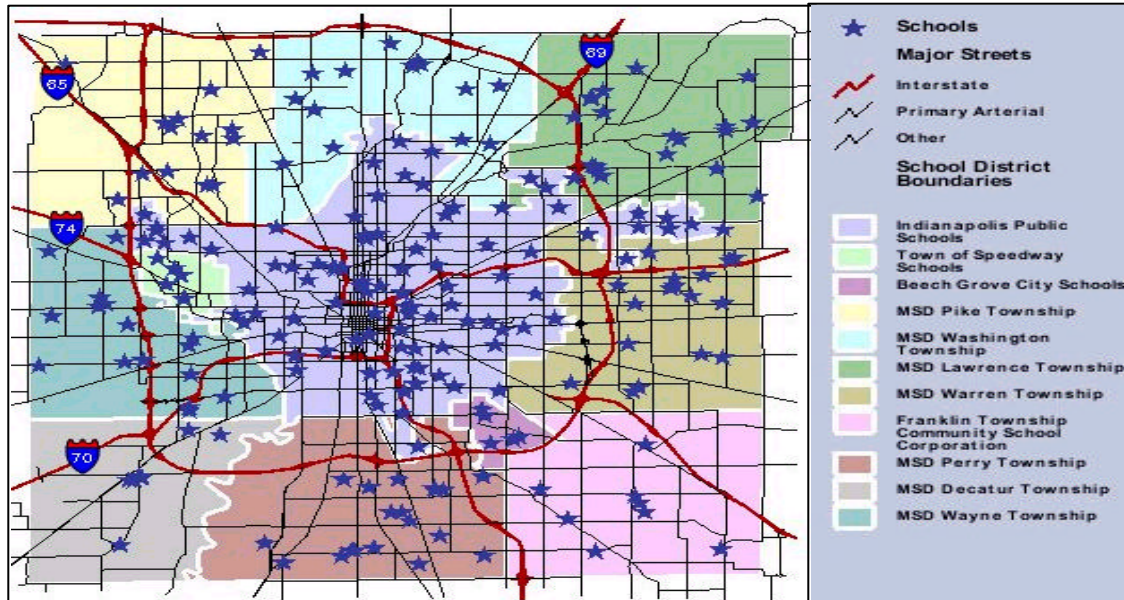 65
69
74
70
Schools
Major Streets
Interstate
Primary Arterial
Other
School District
Boundaries
Indianapolis Public
Schools
Town of Speedway
Schools
Beech Grove City Schools
MSD Pike Township
MSD Washington
Township
MSD Lawrence Township
MSD Warren Township
Franklin Township
Community School
Corporation
MSD Perry Township
MSD Decatur Township
MSD Wayne Township